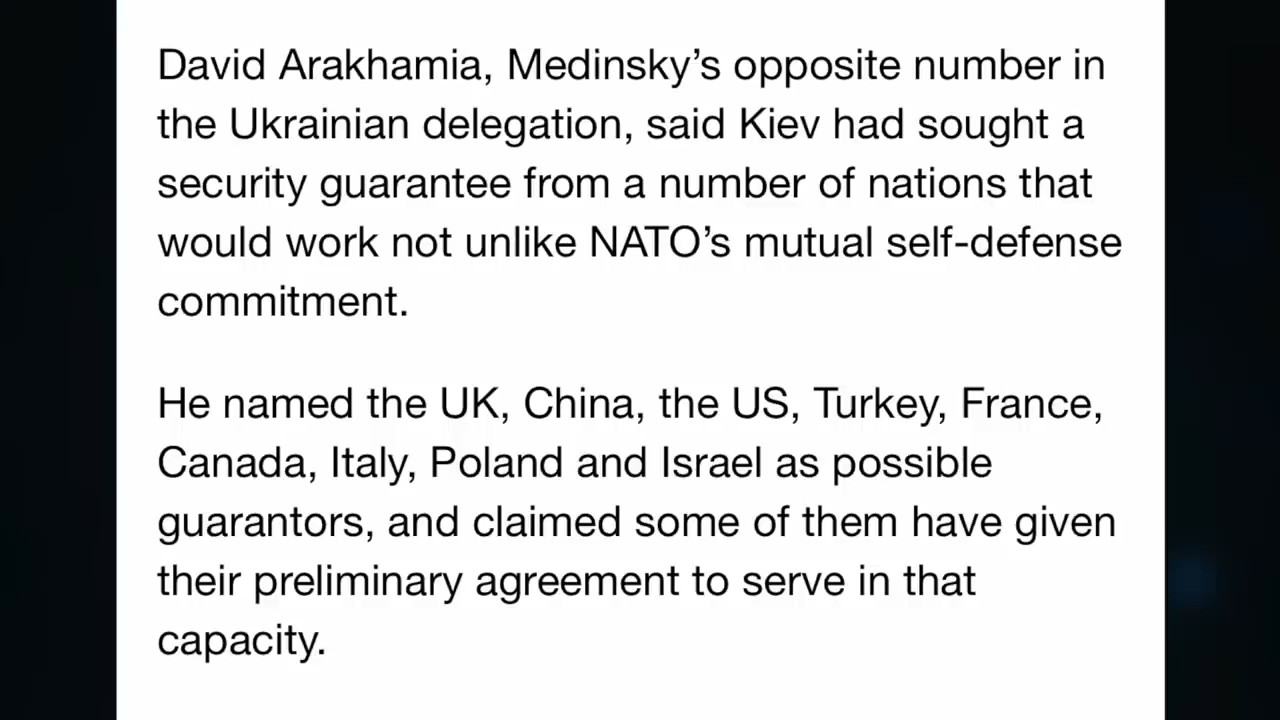 David Arakhamia, Medinsky’s opposite number in
the Ukrainian delegation, said Kiev had sought a
security guarantee from a number of nations that
would work not unlike NATO’s mutual self-defense
commitment.
He named the UK, China, the US, Turkey, France,
Canada, Italy, Poland and Israel as possible
guarantors, and claimed some of them have given
their preliminary agreement to serve in that
capacity.